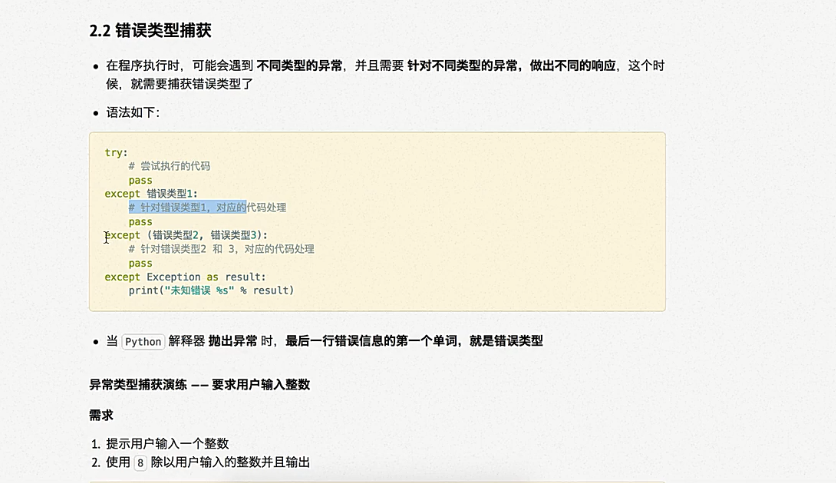 2.2 错误类型捕获
• 在程序执行时，可能会遇到 不同类型的异常，并且需要 针对不同类型的异常，做出不同的响应，这个时
候，就需要捕获错误类型了
• 语法如下：
try:
    # 尝试执行的代码
    pass
except 错误类型1:
    # 针对错误类型1，对应的代码处理
    pass
except (错误类型2, 错误类型3):
    # 针对错误类型2 和 3，对应的代码处理
    pass
except Exception as result:
    print("未知错误 %s" % result)
• 当 Python 解释器 抛出异常 时，最后一行错误信息的第一个单词，就是错误类型
异常类型捕获演练 —— 要求用户输入整数
需求
1. 提示用户输入一个整数
2. 使用 8 除以用户输入的整数并且输出